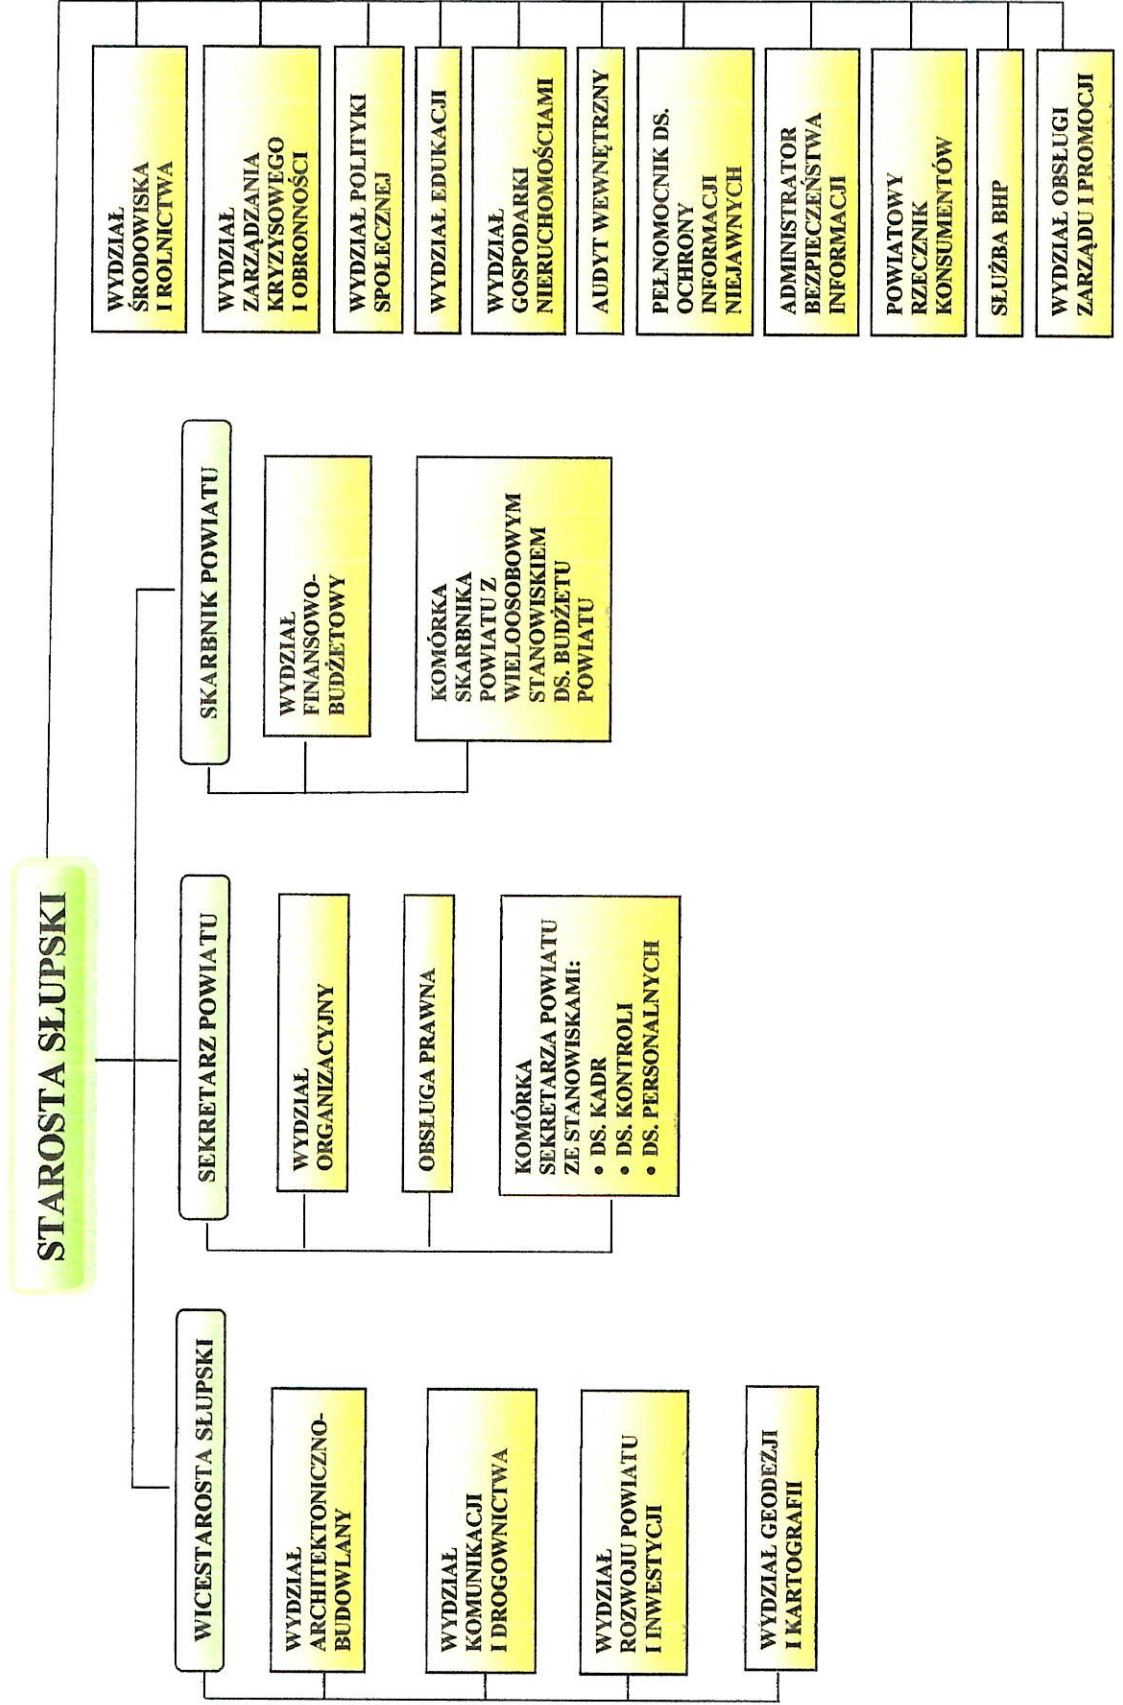 STAROSTA SŁUPSKI
WICESTAROSTA SŁUPSKI
WYDZIAŁ
ARCHITEKTONICZNO-
BUDOWLANY
WYDZIAŁ
KOMUNIKACJI
I DROGOWNICTWA
WYDZIAŁ
ROZWOJU POWIATU
I INWESTYCJI
WYDZIAŁ GEODEZJI
I KARTOGRAFII
SEKRETARZ POWIATU
WYDZIAŁ
ORGANIZACYJNY
OBSŁUGA PRAWNA
KOMÓRKA
SEKRETARZA POWIATU
ZE STANOWISKAMI:
• DS. KADR
• DS. KONTROLI
• DS. PERSONALNYCH
SKARBNIK POWIATU
WYDZIAŁ
FINANSOWO-
BUDŻETOWY
KOMÓRKA
SKARBNIKA
POWIATU Z
WIELOOSOBOWYM
STANOWISKIEM
DS. BUDŻETU
POWIATU
WYDZIAŁ
ŚRODOWISKA
I ROLNICTWA
WYDZIAŁ
ZARZĄDZANIA
KRYZYSOWEGO
I OBRONNOŚCI
WYDZIAŁ POLITYKI
SPOŁECZNEJ
WYDZIAŁ EDUKACJI
WYDZIAŁ
GOSPODARKI
NIERUCHOMOŚCIAMI
AUDYT WEWNĘTRZNY
PEŁNOMOCNIK DS.
OCHRONY
INFORMACJI
NIEJAWNYCH
ADMINISTRATOR
BEZPIECZEŃSTWA
INFORMACJI
POWIATOWY
RZECZNIK
KONSUMENTÓW
SŁUŻBA BHP
WYDZIAŁ OBSŁUGI
ZARZĄDU I PROMOCJI